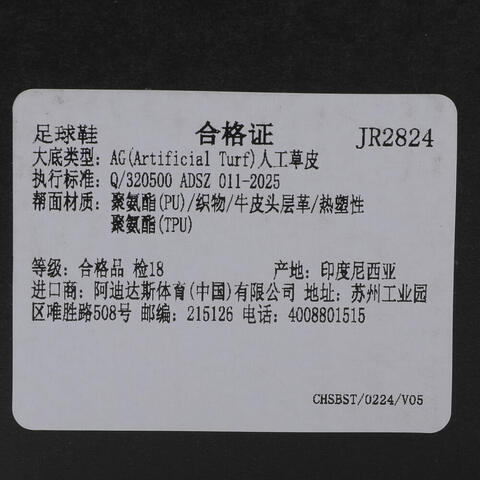 足球鞋 合格证 JR2824
大底类型: AG(Artificial Turf)人工草皮
执行标准: Q/320500 ADSZ 011-2025
帮面材质: 聚氨酯(PU)/织物/牛皮头层革/热塑性
聚氨酯(TPU)
等级: 合格品 检18 产地: 印度尼西亚
进口商: 阿迪达斯体育(中国)有限公司 地址: 苏州工业园
区唯胜路508号 邮编: 215126 电话: 4008801515
CHSBST/0224/V05